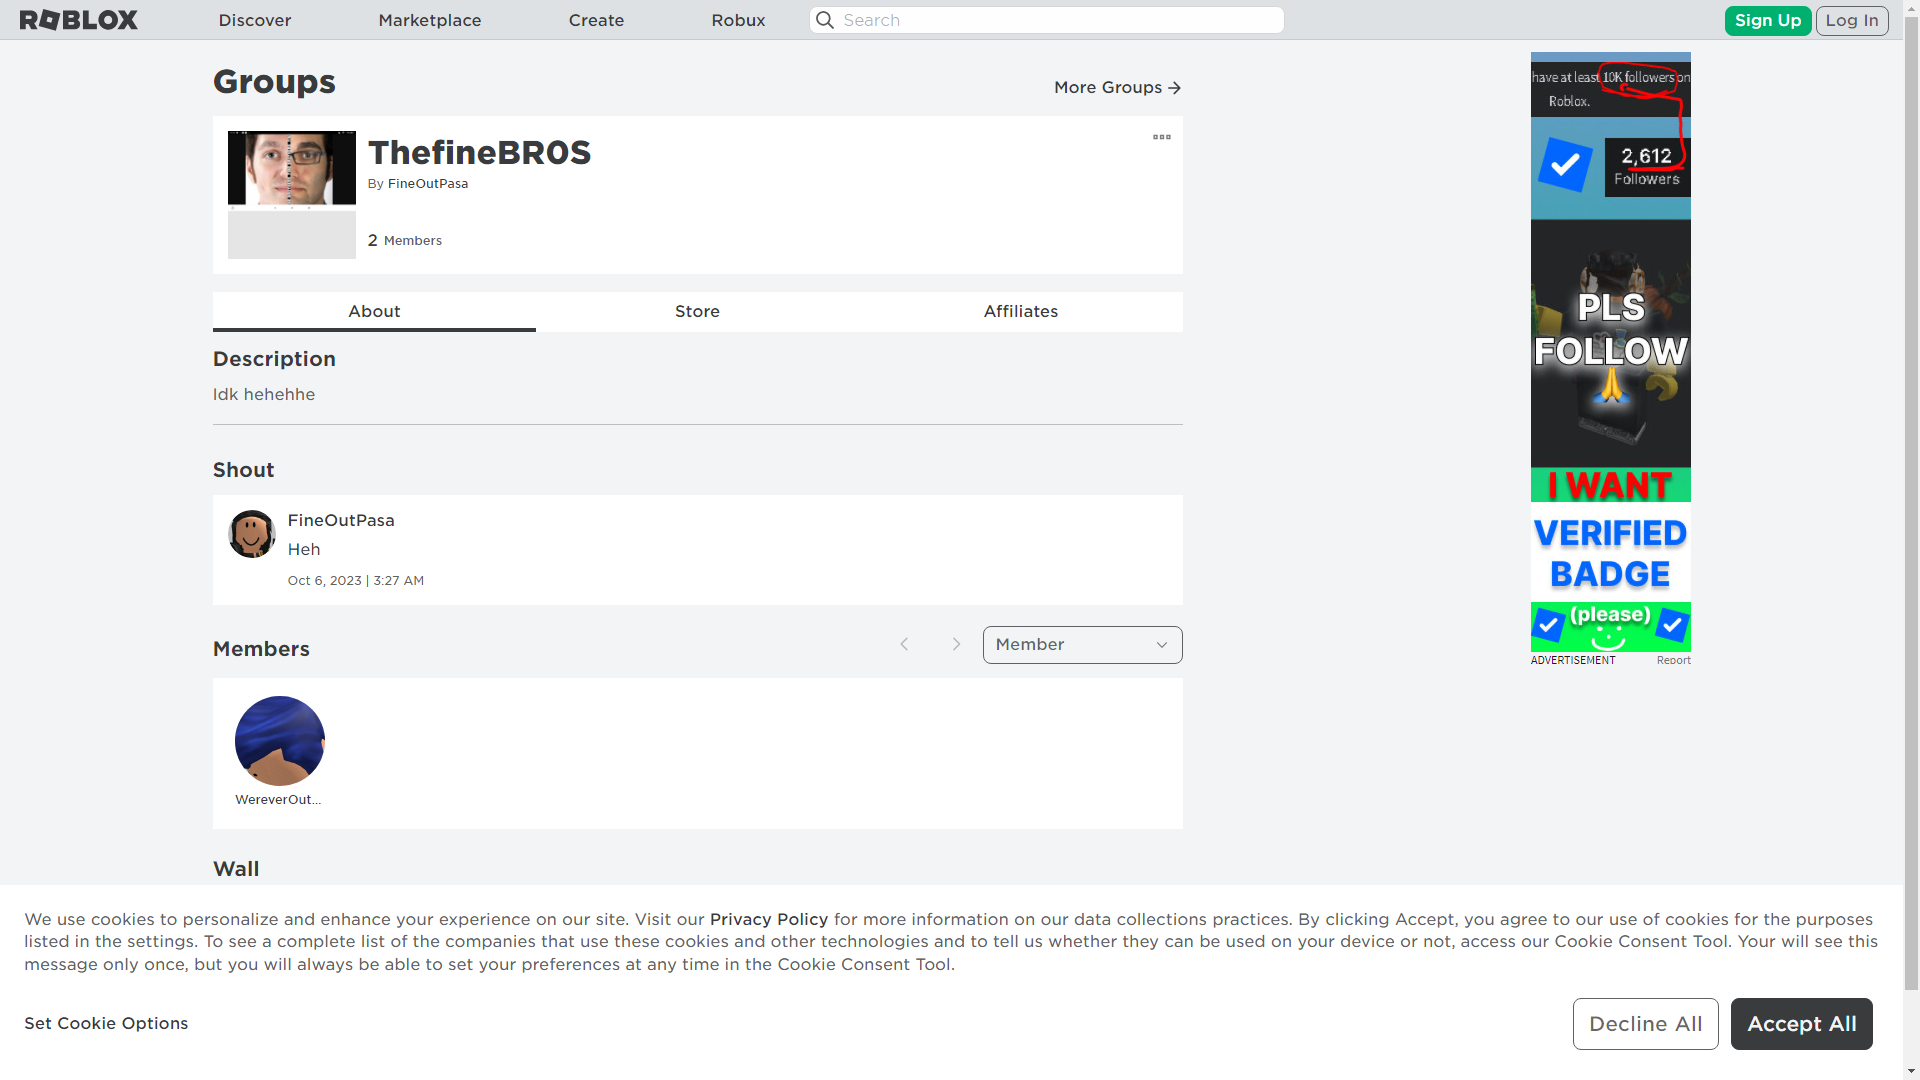 ROBLOX
Discover
Marketplace
Create
Robux
Search
Sign Up
Log In
Groups
More Groups
ThefineBR0S
By FineOutPasa
2 Members
About
Store
Affiliates
Description
Idk hehehhe
Shout
FineOutPasa
Heh
Oct 6, 2023 | 3:27 AM
Members
Member
WereverOut...
Wall
have at least 10K followers on
Roblox.
2,612
Followers
PLS
FOLLOW
I WANT
VERIFIED
BADGE
(please)
ADVERTISEMENT
Report
We use cookies to personalize and enhance your experience on our site. Visit our Privacy Policy for more information on our data collections practices. By clicking Accept, you agree to our use of cookies for the purposes
listed in the settings. To see a complete list of the companies that use these cookies and other technologies and to tell us whether they can be used on your device or not, access our Cookie Consent Tool. Your will see this
message only once, but you will always be able to set your preferences at any time in the Cookie Consent Tool.
Set Cookie Options
Decline All
Accept All